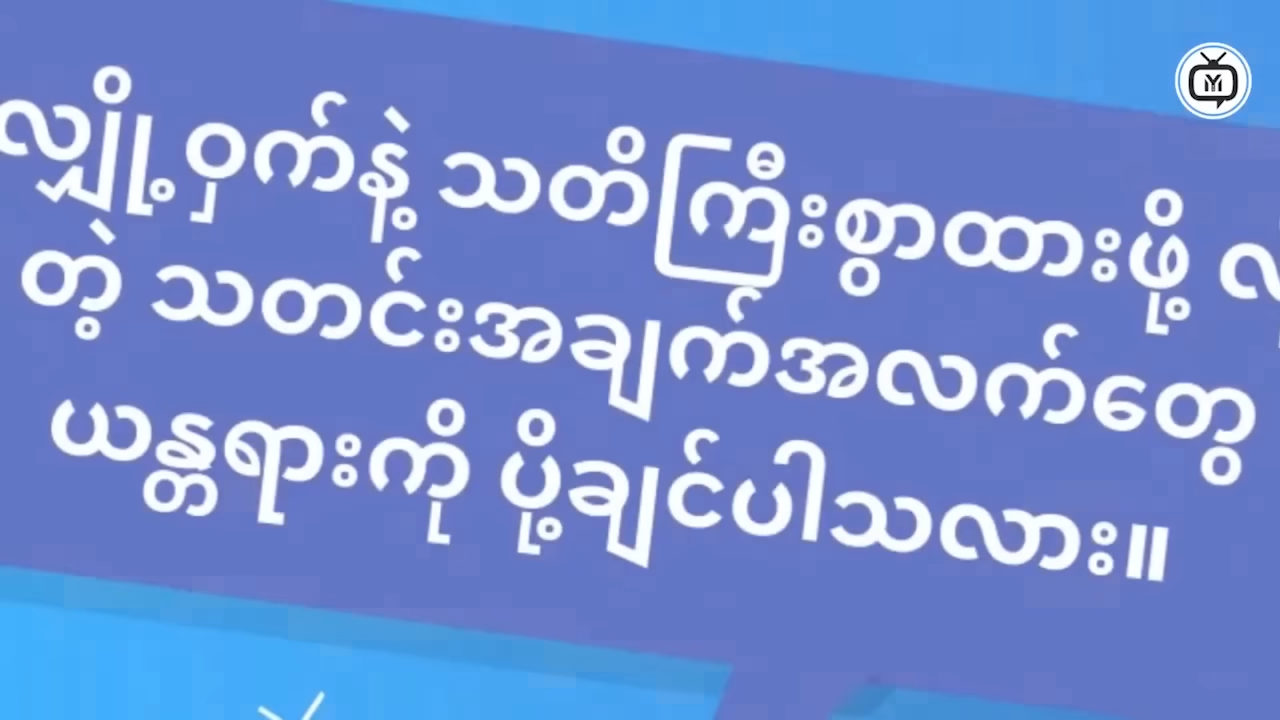 လျှို့ဝှက်နဲ့ သတိကြီးစွာထားဖို့
တဲ့ သတင်းအချက်အလက်တွေ
ယန္တရားကို ပို့ချင်ပါသလား။